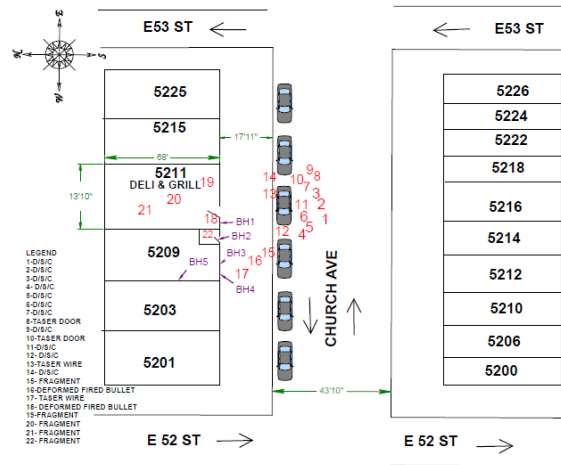 E53 ST
E53 ST
E
N
S
W
5225
5215
17'11"
68'
5211
DELI & GRILL
13'10"
19
20
21
18
22
BH1
BH2
BH3
BH4
BH5
5209
5203
5201
14
10
9
8
7
13
3
11
2
6
1
5
12
4
15
16
17
CHURCH AVE
43'10"
5226
5224
5222
5218
5216
5214
5212
5210
5206
5200
LEGEND
1-D/S/C
2-D/S/C
3-D/S/C
4- D/S/C
5-D/S/C
6-D/S/C
7-D/S/C
8-TASER DOOR
9-D/S/C
10-TASER DOOR
11-D/S/C
12- D/S/C
13-TASER WIRE
14- D/S/C
15- FRAGMENT
16-DEFORMED FIRED BULLET
17- TASER WIRE
18- DEFORMED FIRED BULLET
19-FRAGMENT
20- FRAGMENT
21- FRAGMENT
22- FRAGMENT
E 52 ST
E 52 ST